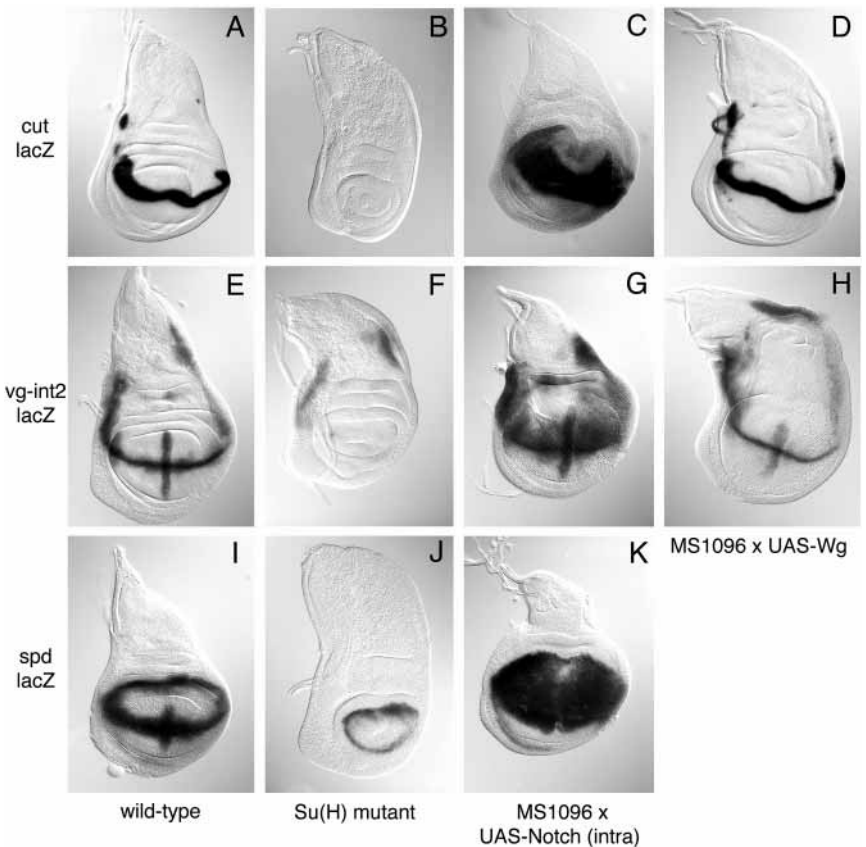 A
B
C
D
cut
lacZ
E
F
G
H
vg-int2
lacZ
MS1096 x UAS-Wg
I
J
K
spd
lacZ
wild-type
Su(H) mutant
MS1096 x
UAS-Notch (intra)